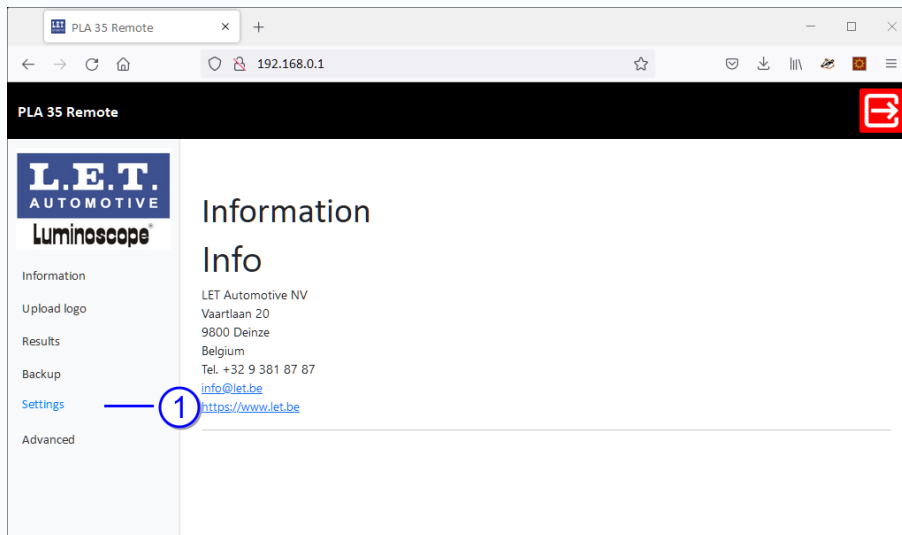 PLA 35 Remote
192.168.0.1
PLA 35 Remote
L.E.T.
AUTOMOTIVE
Luminoscope®
Information
Upload logo
Results
Backup
Settings
Advanced
1
Information
Info
LET Automotive NV
Vaartlaan 20
9800 Deinze
Belgium
Tel. +32 9 381 87 87
info@let.be
https://www.let.be